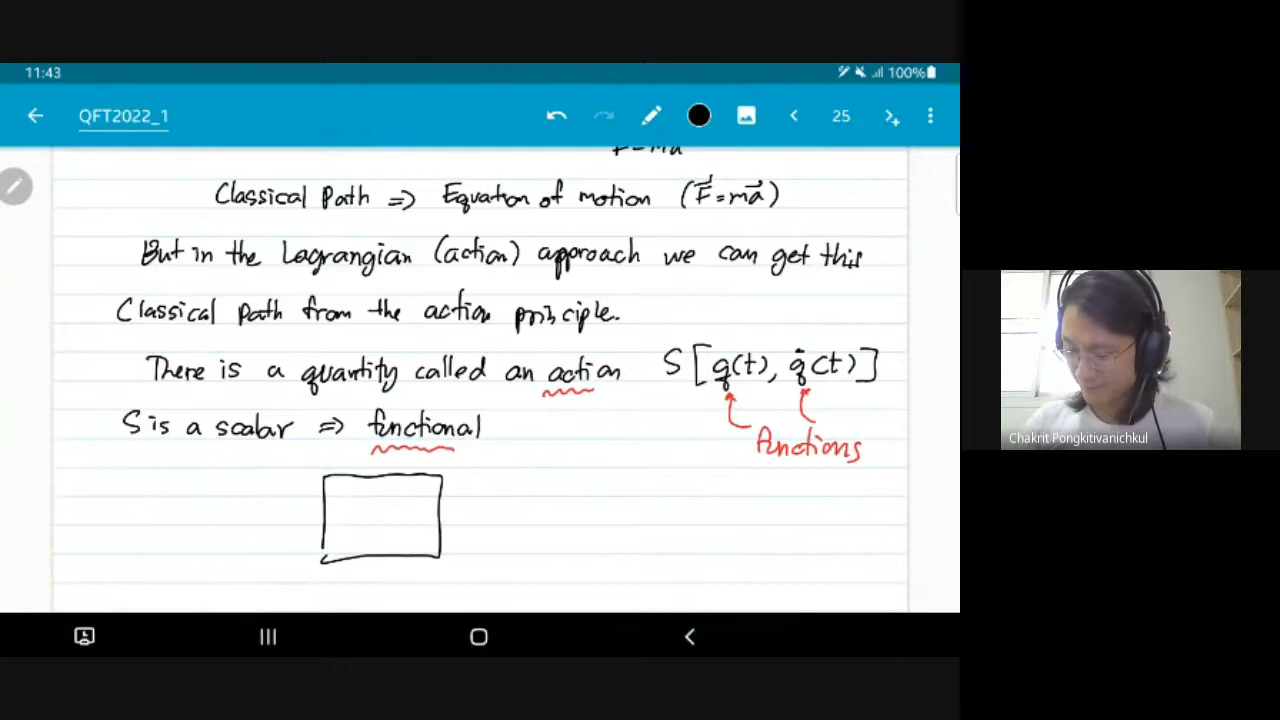 11:43
100%
QFT2022_1
25
F=ma
Classical Path ⇒ Equation of motion (F⃗=ma⃗)
But in the Lagrangian (action) approach we can get this
Classical path from the action principle.
There is a quantity called an action S[q(t), q̇(t)]
S is a scalar ⇒ functional
functions
Chakrit Pongkitivanichkul